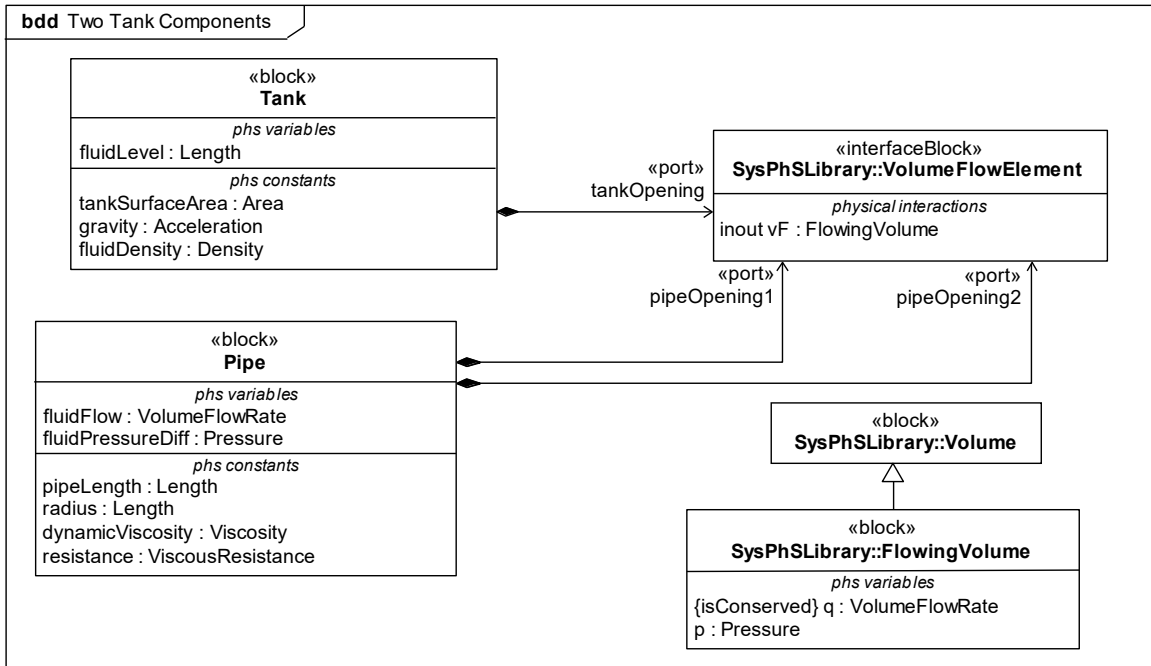 bdd Two Tank Components
«block»
Tank
phs variables
fluidLevel : Length
phs constants
tankSurfaceArea : Area
gravity : Acceleration
fluidDensity : Density
«port»
tankOpening
«interfaceBlock»
SysPhSLibrary::VolumeFlowElement
physical interactions
inout vF : FlowingVolume
«port»
pipeOpening1
«port»
pipeOpening2
«block»
Pipe
phs variables
fluidFlow : VolumeFlowRate
fluidPressureDiff : Pressure
phs constants
pipeLength : Length
radius : Length
dynamicViscosity : Viscosity
resistance : ViscousResistance
«block»
SysPhSLibrary::Volume
«block»
SysPhSLibrary::FlowingVolume
phs variables
{isConserved} q : VolumeFlowRate
p : Pressure